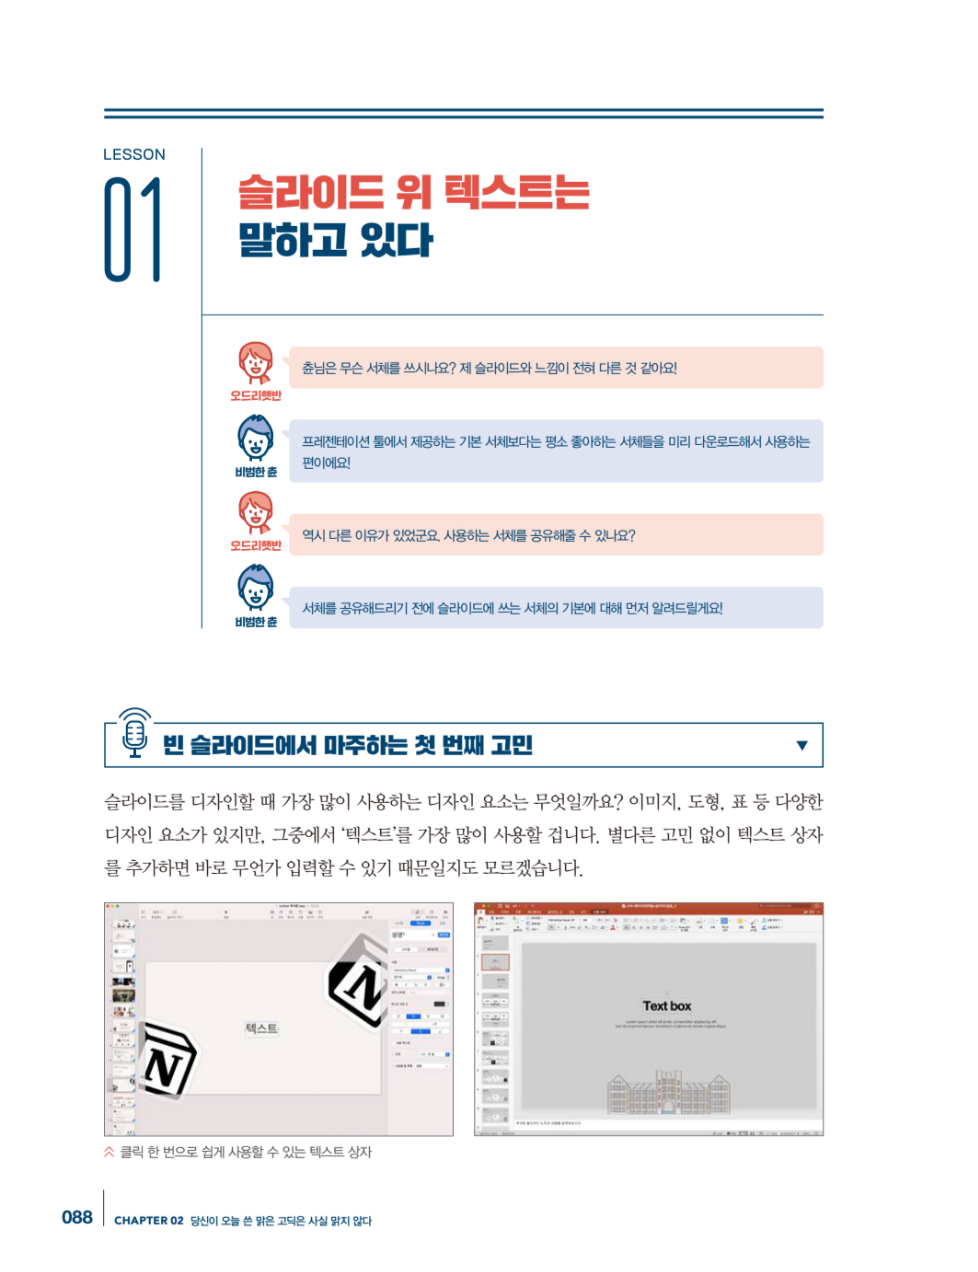 LESSON
01
슬라이드 위 텍스트는
말하고 있다
오드리햇반
츈님은 무슨 서체를 쓰시나요? 제 슬라이드와 느낌이 전혀 다른 것 같아요!
비범한 츈
프레젠테이션 툴에서 제공하는 기본 서체보다는 평소 좋아하는 서체들을 미리 다운로드해서 사용하는
편이에요!
오드리햇반
역시 다른 이유가 있었군요. 사용하는 서체를 공유해줄 수 있나요?
비범한 츈
서체를 공유해드리기 전에 슬라이드에 쓰는 서체의 기본에 대해 먼저 알려드릴게요!
빈 슬라이드에서 마주하는 첫 번째 고민
슬라이드를 디자인할 때 가장 많이 사용하는 디자인 요소는 무엇일까요? 이미지, 도형, 표 등 다양한
디자인 요소가 있지만, 그중에서 ‘텍스트’를 가장 많이 사용할 겁니다. 별다른 고민 없이 텍스트 상자
를 추가하면 바로 무언가 입력할 수 있기 때문일지도 모르겠습니다.
텍스트
N
N
Text box
클릭 한 번으로 쉽게 사용할 수 있는 텍스트 상자
088
CHAPTER 02 당신이 오늘 쓴 맑은 고딕은 사실 맑지 않다